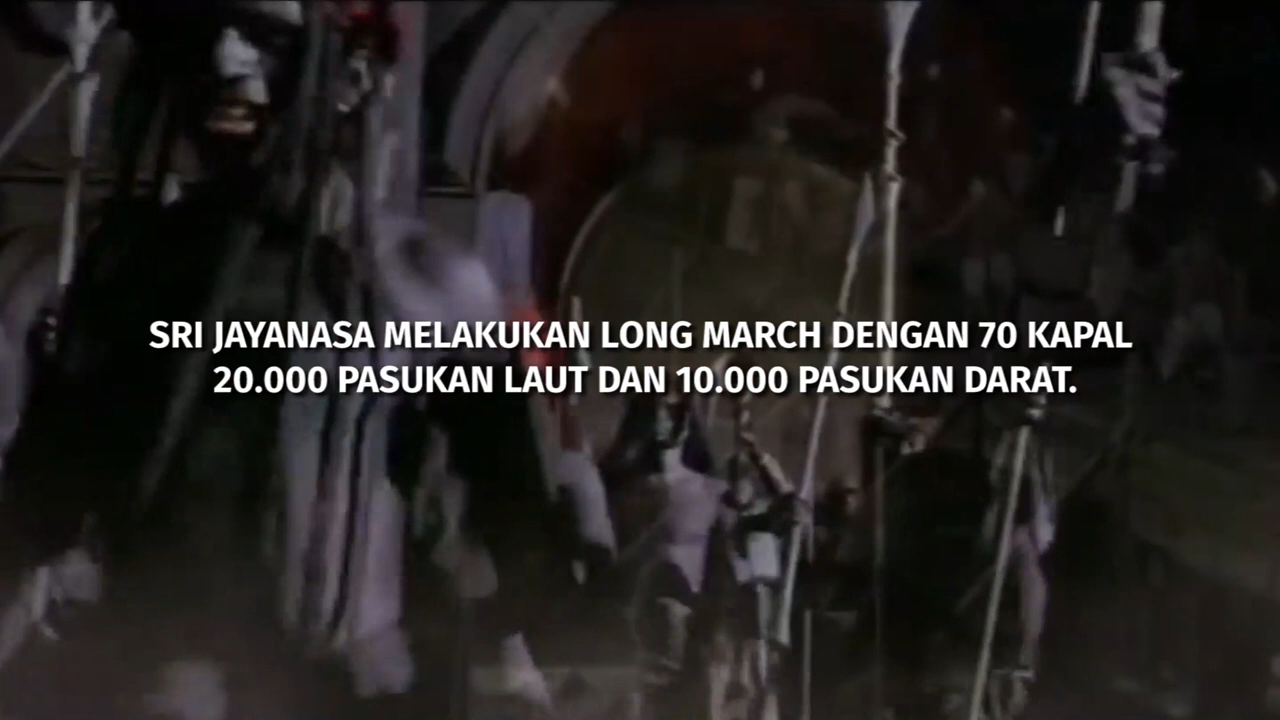 SRI JAYANASA MELAKUKAN LONG MARCH DENGAN 70 KAPAL
20.000 PASUKAN LAUT DAN 10.000 PASUKAN DARAT.